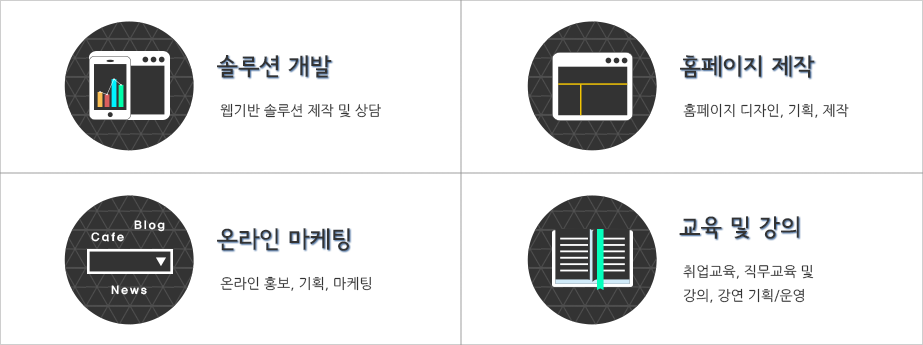 솔루션 개발
웹기반 솔루션 제작 및 상담
홈페이지 제작
홈페이지 디자인, 기획, 제작
Blog
Cafe
News
온라인 마케팅
온라인 홍보, 기획, 마케팅
교육 및 강의
취업교육, 직무교육 및
강의, 강연 기획/운영